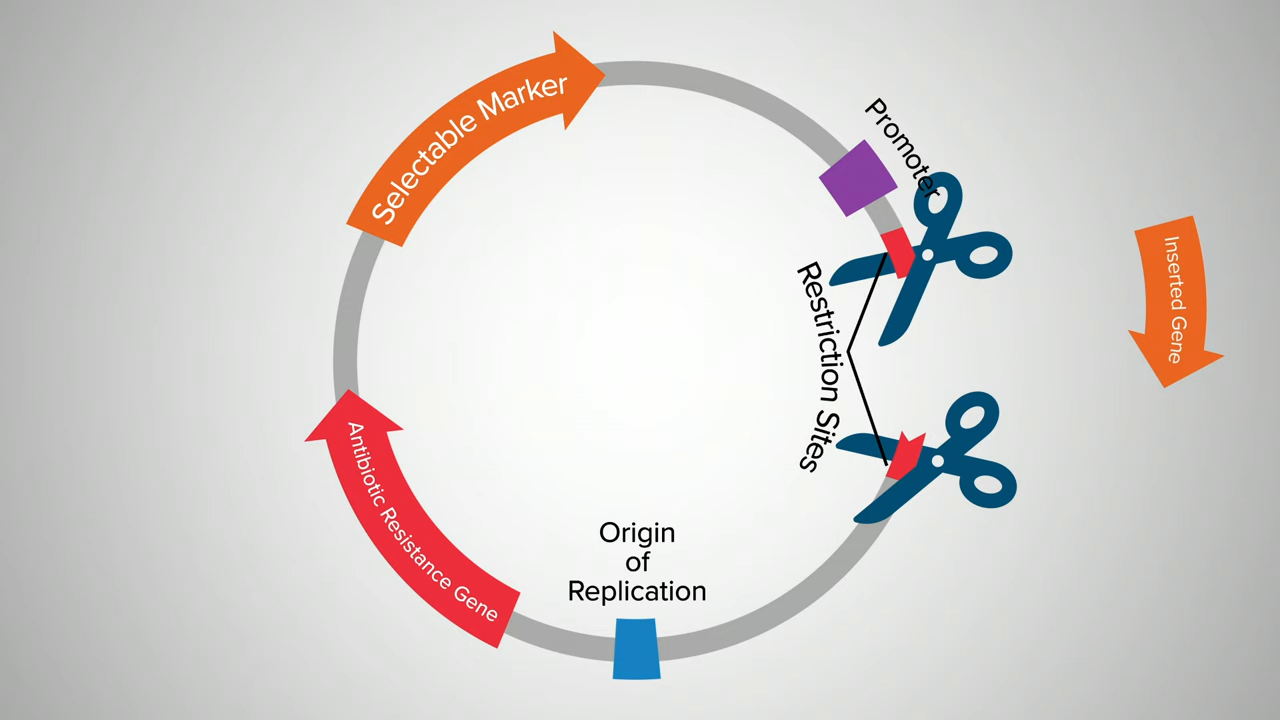 Selectable Marker
Promoter
Restriction Sites
Inserted Gene
Antibiotic Resistance Gene
Origin
of
Replication